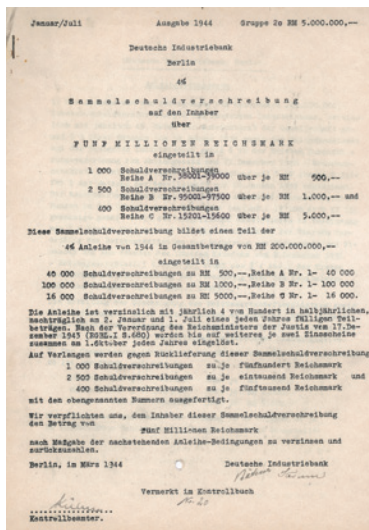 Januar/Juli Ausgabe 1944 Gruppe 20 RM 5.000.000,--
Deutsche Industriebank
Berlin
4%
Sammelschuldverschreibung
auf den Inhaber
über
FÜNF MILLIONEN REICHSMARK
eingeteilt in
1 000 Schuldverschreibungen
Reihe A Nr. 38001-39000 über je RM 500,--
2 500 Schuldverschreibungen
Reihe B Nr. 95001-97500 über je RM 1.000,-- und
400 Schuldverschreibungen
Reihe C Nr. 15201-15600 über je RM 5.000,--
Diese Sammelschuldverschreibung bildet einen Teil der
4% Anleihe von 1944 im Gesamtbetrage von RM 200.000.000,--
eingeteilt in
40 000 Schuldverschreibungen zu RM 500,--,Reihe A Nr. 1- 40 000
100 000 Schuldverschreibungen zu RM 1000,--,Reihe B Nr. 1- 100 000
16 000 Schuldverschreibungen zu RM 5000,--,Reihe C Nr. 1- 16 000.
Die Anleihe ist verzinslich mit jährlich 4 vom Hundert in halbjährlichen,
nachträglich am 2. Januar und 1. Juli eines jeden Jahres fälligen Teil-
beträgen. Nach der Verordnung des Reichsministers der Justiz vom 17.De-
zember 1943 (RGBL.I S.680) werden bis auf weiteres je zwei Zinsscheine
zusammen am 1.Oktober jeden Jahres eingelöst.
Auf Verlangen werden gegen Rücklieferung dieser Sammelschuldverschreibung
1 000 Schuldverschreibungen zu je fünfhundert Reichsmark
2 500 Schuldverschreibungen zu je eintausend Reichsmark und
400 Schuldverschreibungen zu je fünftausend Reichsmark
mit den obengenannten Nummern ausgefertigt.
Wir verpflichten uns, dem Inhaber dieser Sammelschuldverschreibung
den Betrag von
Fünf Millionen Reichsmark
nach Maßgabe der nachstehenden Anleihe-Bedingungen zu verzinsen und
zurückzuzahlen.
Berlin, im März 1944 Deutsche Industriebank
Vermerkt im Kontrollbuch
Nr. 20
Kontrollbeamter.